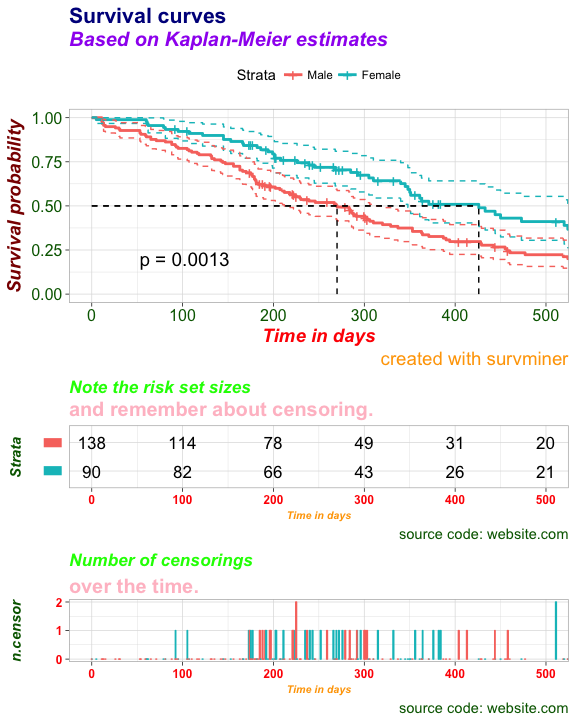 Survival curves
Based on Kaplan-Meier estimates
Strata Male Female
Survival probability
1.00
0.75
0.50
0.25
0.00
p = 0.0013
0 100 200 300 400 500
Time in days
created with survminer
Note the risk set sizes
and remember about censoring.
Strata
138 114 78 49 31 20
90 82 66 43 26 21
0 100 200 300 400 500
Time in days
source code: website.com
Number of censorings
over the time.
n.censor
2
1
0
0 100 200 300 400 500
Time in days
source code: website.com